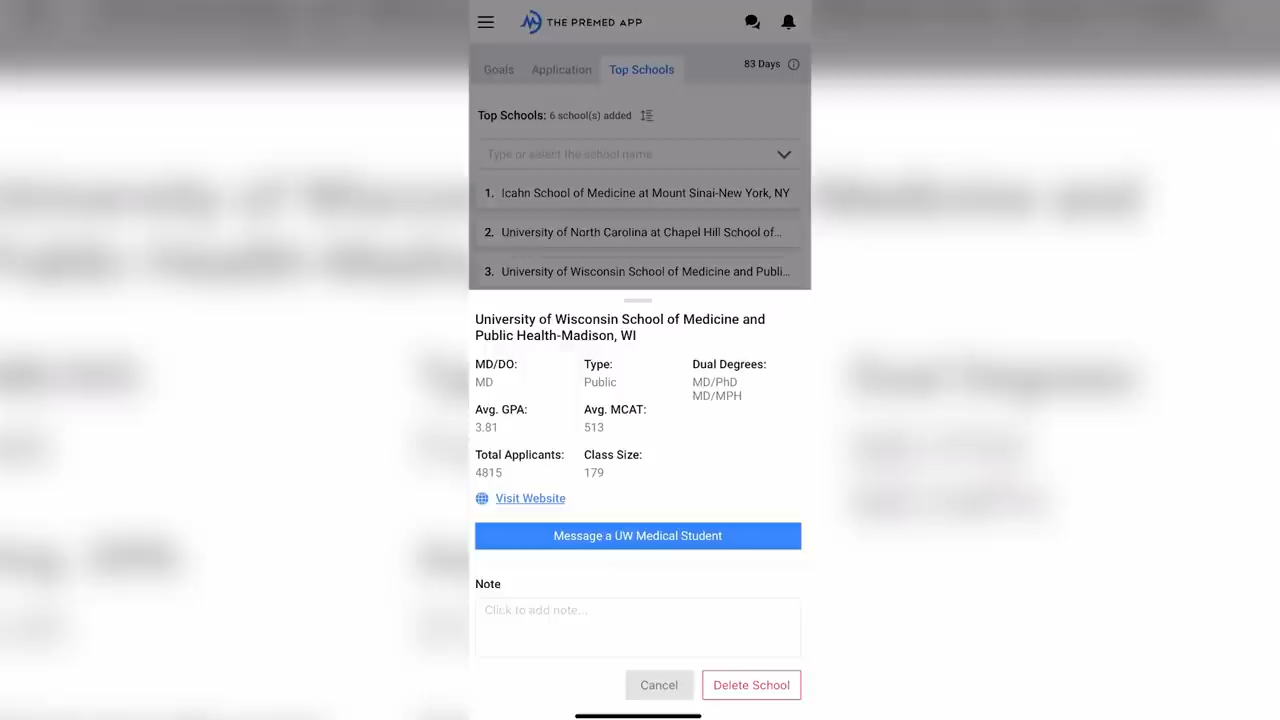 THE PREMED APP
Goals Application Top Schools 83 Days
Top Schools: 6 school(s) added
Type or select the school name
1. Icahn School of Medicine at Mount Sinai-New York, NY
2. University of North Carolina at Chapel Hill School of...
3. University of Wisconsin School of Medicine and Publi...
University of Wisconsin School of Medicine and
Public Health-Madison, WI
MD/DO: Type: Dual Degrees:
MD Public MD/PhD
MD/MPH
Avg. GPA: Avg. MCAT:
3.81 513
Total Applicants: Class Size:
4815 179
Visit Website
Message a UW Medical Student
Note
Click to add note...
Cancel Delete School